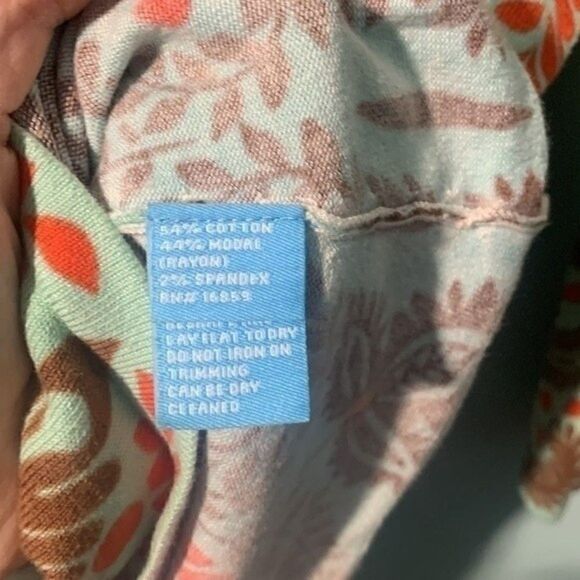 54% COTTON
44% MODAL
(RAYON)
2% SPANDEX
RN# 16859
LAY FLAT TO DRY
DO NOT IRON ON
TRIMMING
CAN BE DRY
CLEANED